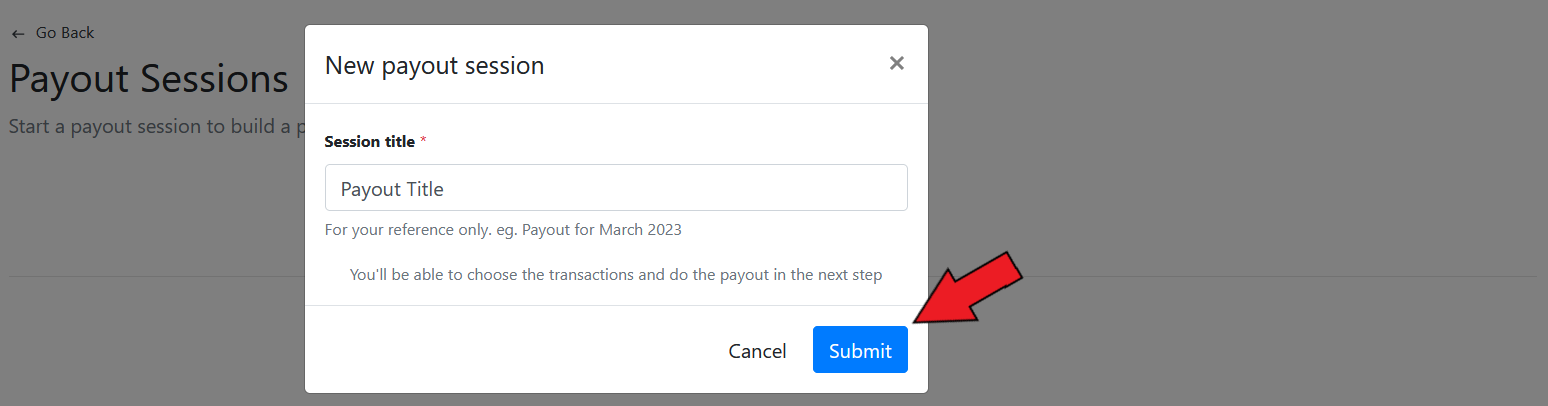 ← Go Back
Payout Sessions
Start a payout session to build a
New payout session
×
Session title *
Payout Title
For your reference only. eg. Payout for March 2023
You'll be able to choose the transactions and do the payout in the next step
Cancel
Submit